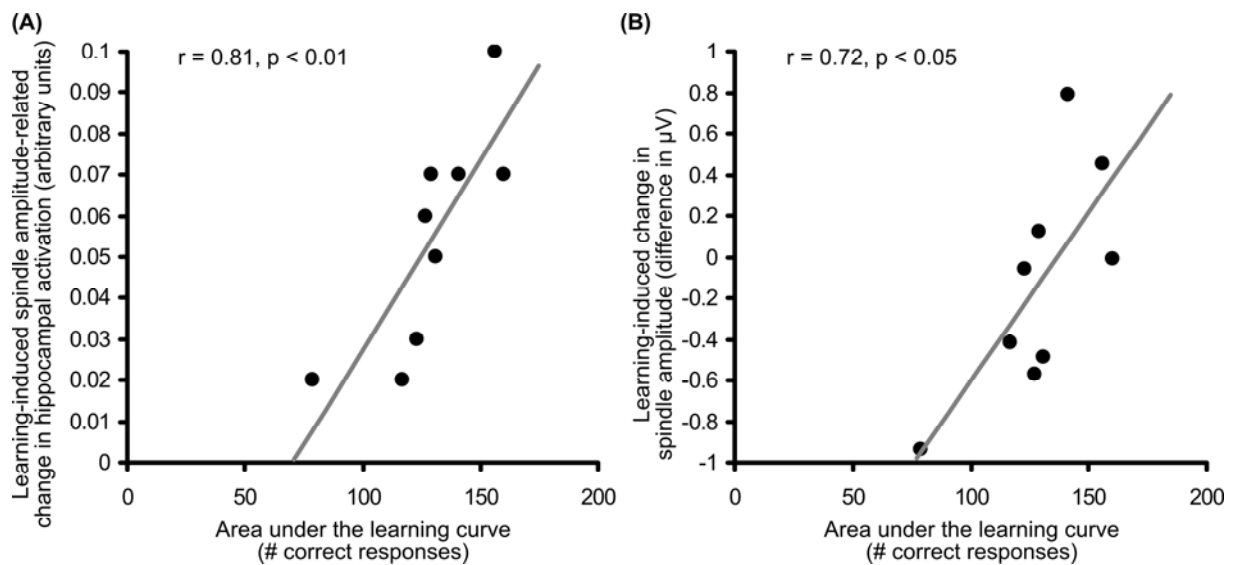 (A)
Learning-induced spindle amplitude-related
change in hippocampal activation (arbitrary units)
r = 0.81, p < 0.01
0.1
0.09
0.08
0.07
0.06
0.05
0.04
0.03
0.02
0.01
0
0 50 100 150 200
Area under the learning curve
(# correct responses)
(B)
Learning-induced change in
spindle amplitude (difference in µV)
r = 0.72, p < 0.05
1
0.8
0.6
0.4
0.2
0
-0.2
-0.4
-0.6
-0.8
-1
0 50 100 150 200
Area under the learning curve
(# correct responses)